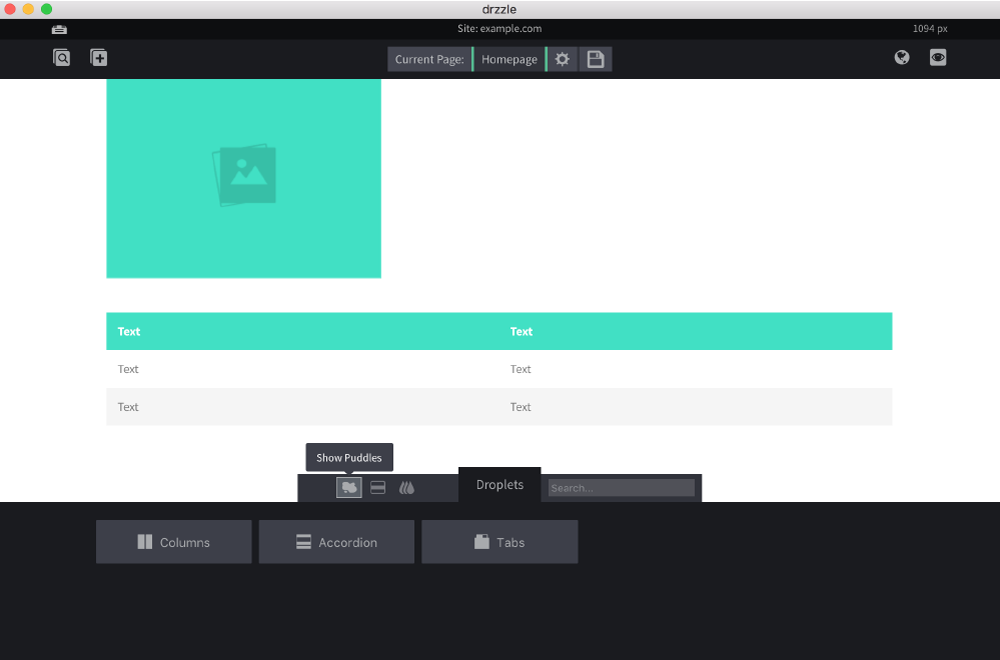 drzzle
Site: example.com
1094 px
Current Page: Homepage
Text Text
Text Text
Text Text
Show Puddles
Droplets Search...
Columns Accordion Tabs